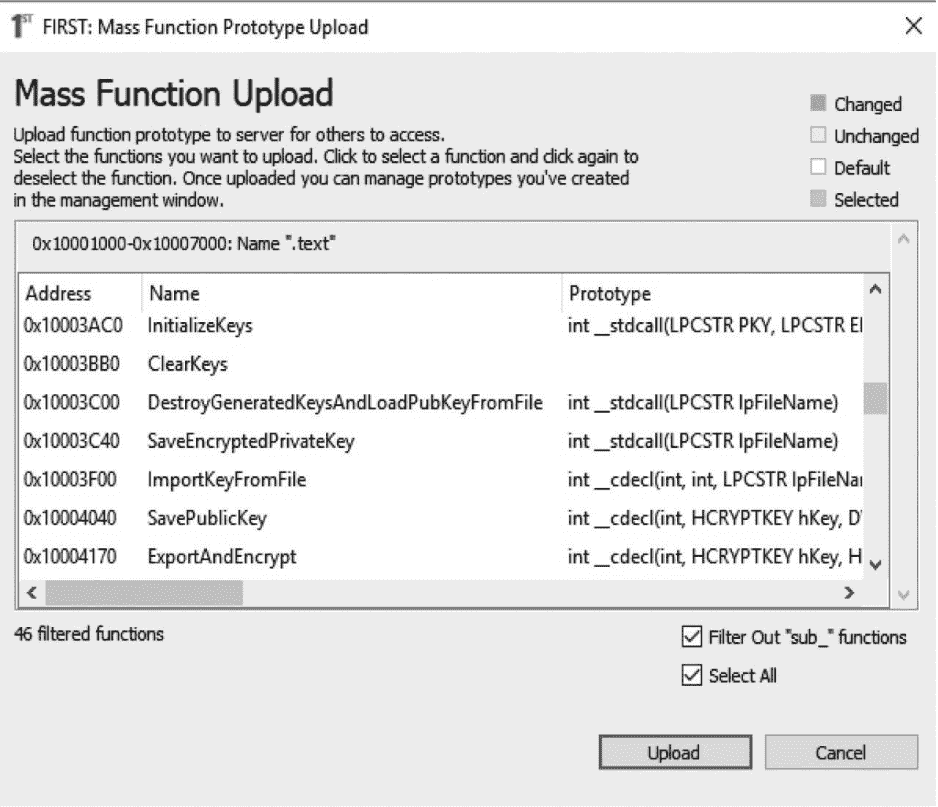 1ST FIRST: Mass Function Prototype Upload
Mass Function Upload
Upload function prototype to server for others to access.
Select the functions you want to upload. Click to select a function and click again to
deselect the function. Once uploaded you can manage prototypes you've created
in the management window.
Changed
Unchanged
Default
Selected
0x10001000-0x10007000: Name ".text"
Address Name Prototype
0x10003AC0 InitializeKeys int __stdcall(LPCSTR PKY, LPCSTR
0x10003BB0 ClearKeys
0x10003C00 DestroyGeneratedKeysAndLoadPubKeyFromFile int __stdcall(LPCSTR lpFileName)
0x10003C40 SaveEncryptedPrivateKey int __stdcall(LPCSTR lpFileName)
0x10003F00 ImportKeyFromFile int __cdecl(int, int, LPCSTR
0x10004040 SavePublicKey int __cdecl(int, HCRYPTKEY hKey,
0x10004170 ExportAndEncrypt int __cdecl(int, HCRYPTKEY hKey, H
46 filtered functions
Filter Out "sub_" functions
Select All
Upload Cancel